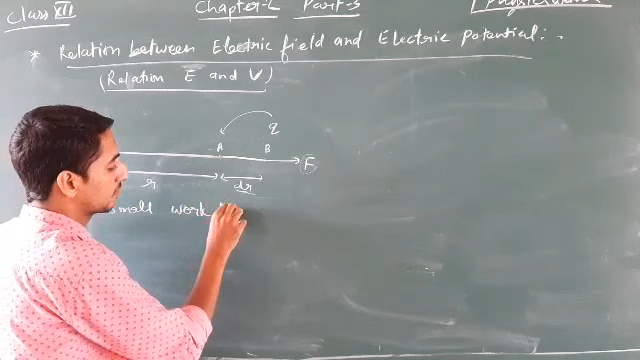 Class XII
Chapter-2 Part-3
* Relation between Electric field and Electric Potential:-
(Relation E and V)
q
A B
F
r dr
small work